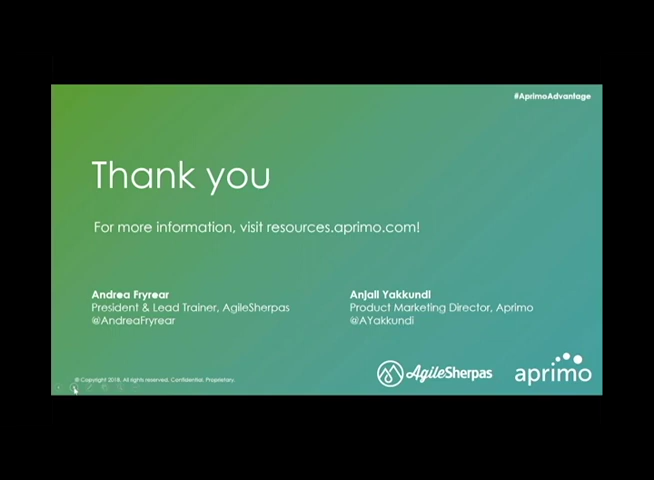 #AprimoAdvantage
Thank you
For more information, visit resources.aprimo.com!
Andrea Fryrear
President & Lead Trainer, AgileSherpas
@AndreaFryrear
Anjali Yakkundi
Product Marketing Director, Aprimo
@AYakkundi
© Copyright 2018. All rights reserved. Confidential. Proprietary.
AgileSherpas
aprimo